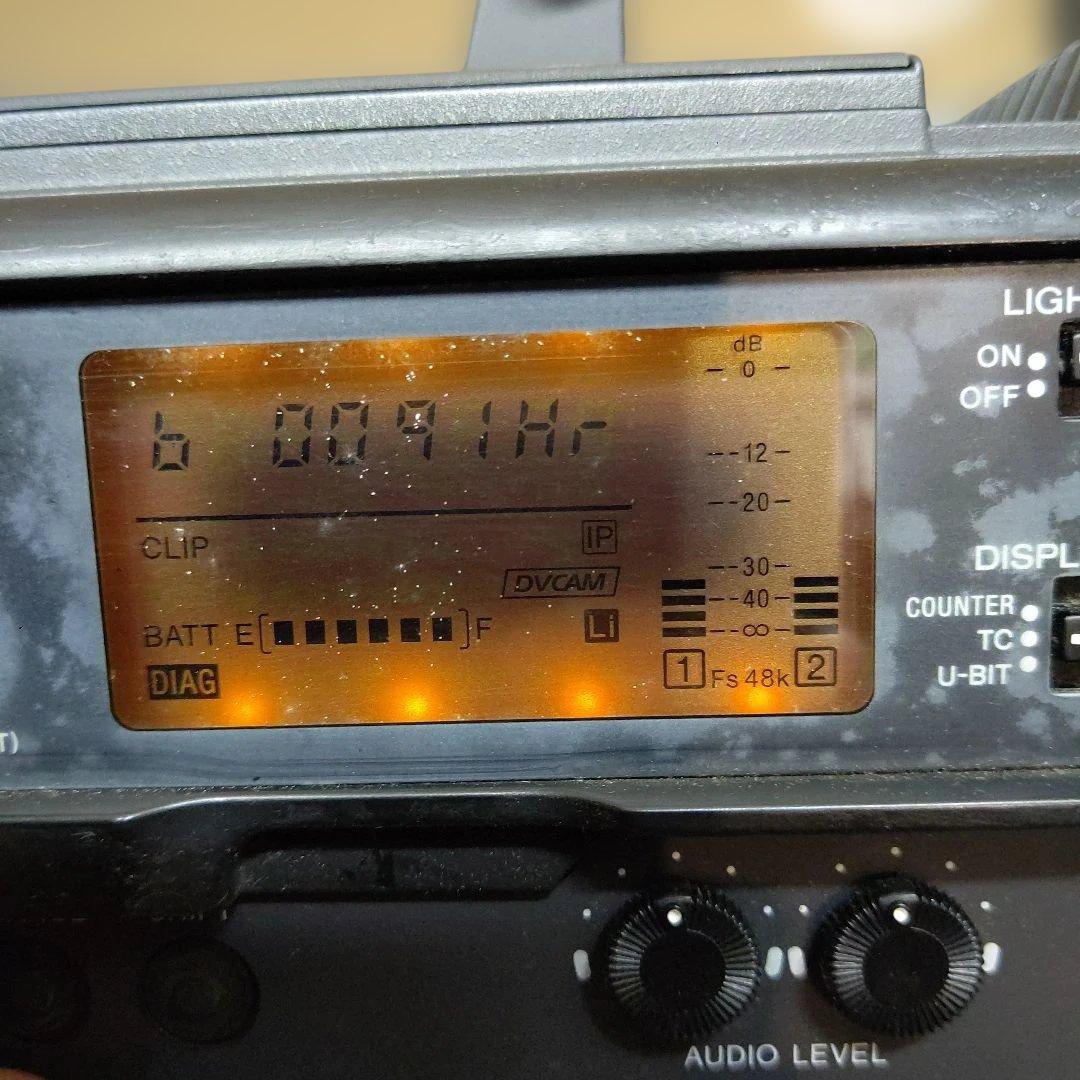 LIGH
ON
OFF
dB
0
b 0091Hr
--12
--20
CLIP
IP
DVCAM
--30
--40
--∞
BATT E F
Li
DIAG
1 Fs 48k 2
DISPL
COUNTER
TC
U-BIT
T)
AUDIO LEVEL